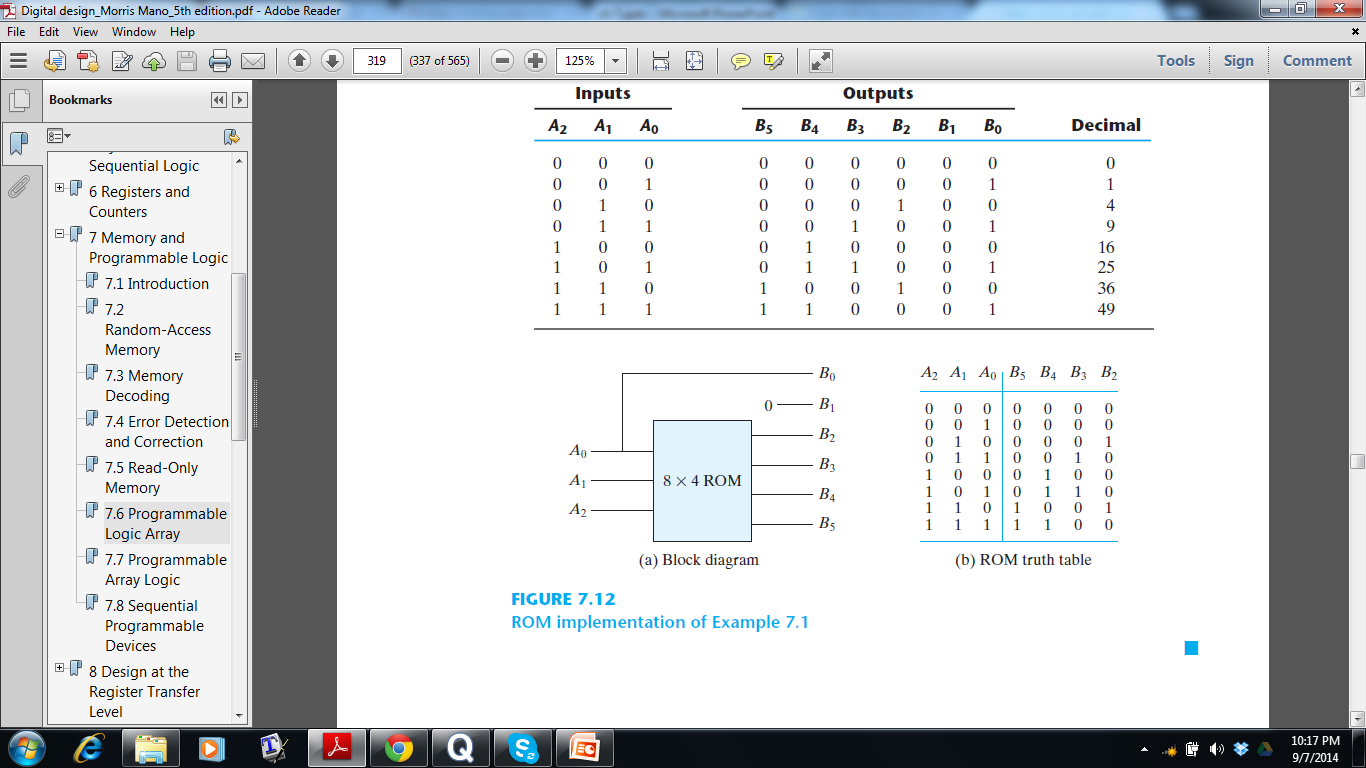 Digital design_Morris Mano_5th edition.pdf - Adobe Reader
File Edit View Window Help
319 (337 of 565) 125% Tools Sign Comment
Bookmarks
Sequential Logic
6 Registers and
Counters
7 Memory and
Programmable Logic
7.1 Introduction
7.2
Random-Access
Memory
7.3 Memory
Decoding
7.4 Error Detection
and Correction
7.5 Read-Only
Memory
7.6 Programmable
Logic Array
7.7 Programmable
Array Logic
7.8 Sequential
Programmable
Devices
8 Design at the
Register Transfer
Level
Inputs Outputs
A2 A1 A0 B5 B4 B3 B2 B1 B0 Decimal
0 0 0 0 0 0 0 0 0 0
0 0 1 0 0 0 0 0 1 1
0 1 0 0 0 0 1 0 0 4
0 1 1 0 0 1 0 0 1 9
1 0 0 0 1 0 0 0 0 16
1 0 1 0 1 1 0 0 1 25
1 1 0 1 0 0 1 0 0 36
1 1 1 1 1 0 0 0 1 49
B0
0 B1
B2
A0
B3
A1 8 × 4 ROM
B4
A2
B5
(a) Block diagram
A2 A1 A0 B5 B4 B3 B2
0 0 0 0 0 0 0
0 0 1 0 0 0 0
0 1 0 0 0 0 1
0 1 1 0 0 1 0
1 0 0 0 1 0 0
1 0 1 0 1 1 0
1 1 0 1 0 0 1
1 1 1 1 1 0 0
(b) ROM truth table
FIGURE 7.12
ROM implementation of Example 7.1
10:17 PM
9/7/2014